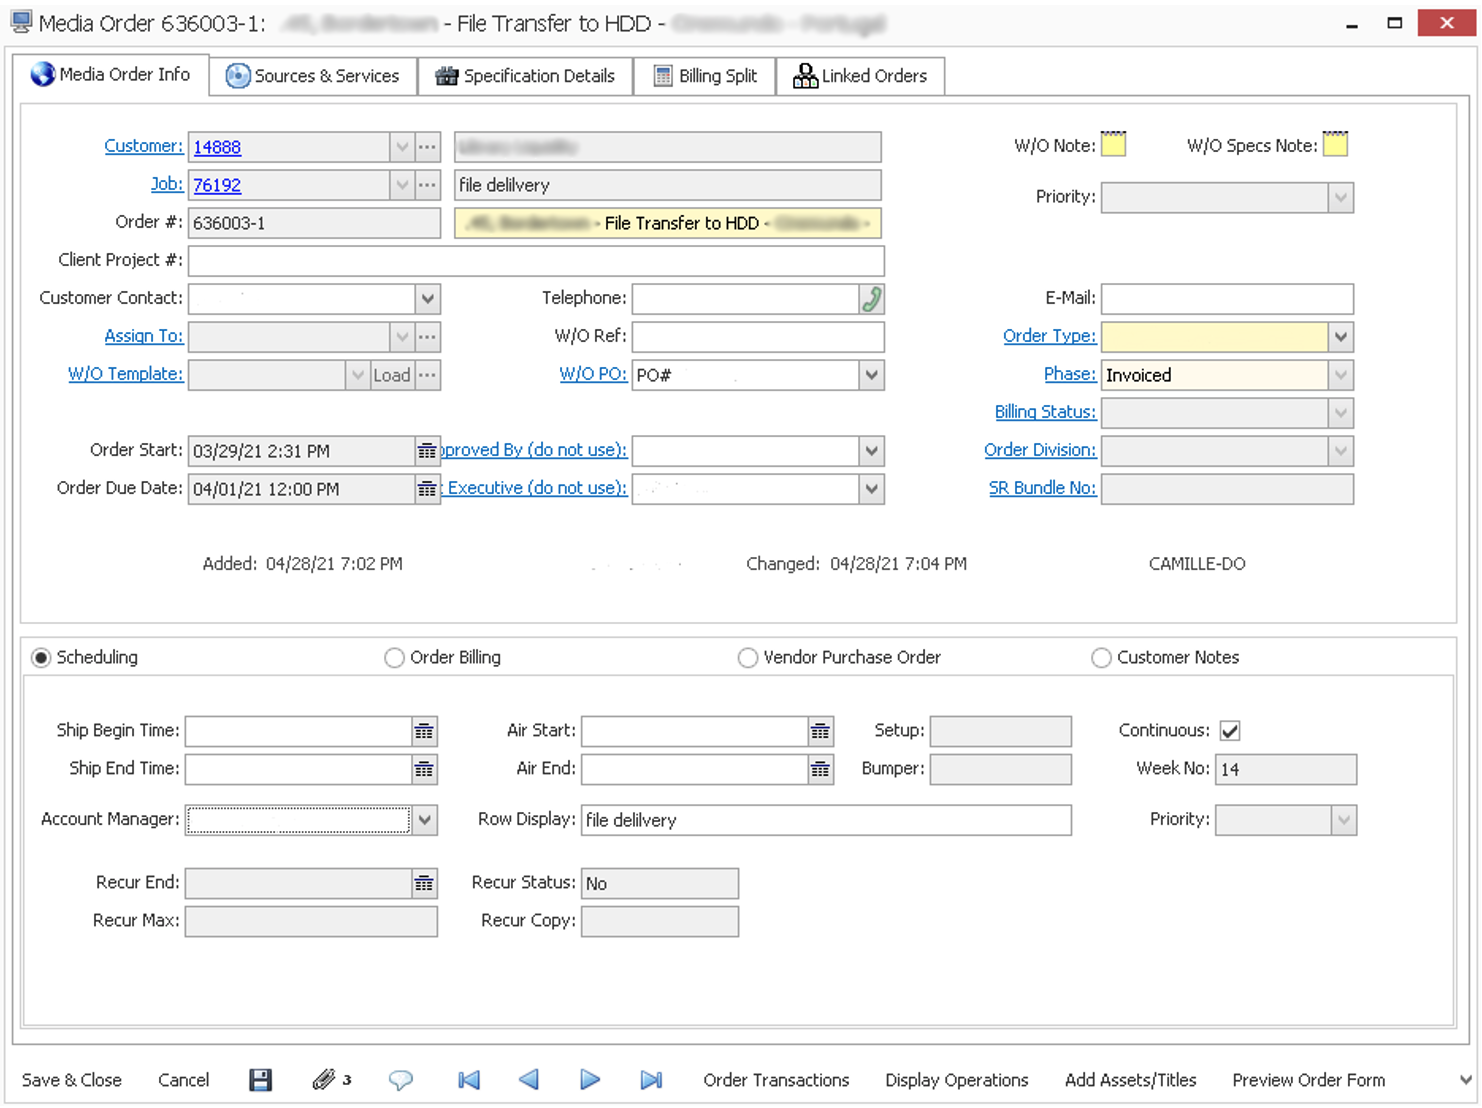 Media Order 636003-1: - File Transfer to HDD -
Media Order Info Sources & Services Specification Details Billing Split Linked Orders
Customer: 14888 W/O Note: W/O Specs Note:
Job: 76192 file delilvery Priority:
Order #: 636003-1 - File Transfer to HDD -
Client Project #:
Customer Contact: Telephone: E-Mail:
Assign To: W/O Ref: Order Type:
W/O Template: Load W/O PO: PO# Phase: Invoiced
Billing Status:
Order Start: 03/29/21 2:31 PM pproved By (do not use): Order Division:
Order Due Date: 04/01/21 12:00 PM Executive (do not use): SR Bundle No:
Added: 04/28/21 7:02 PM Changed: 04/28/21 7:04 PM CAMILLE-DO
Scheduling Order Billing Vendor Purchase Order Customer Notes
Ship Begin Time: Air Start: Setup: Continuous:
Ship End Time: Air End: Bumper: Week No: 14
Account Manager: Row Display: file delilvery Priority:
Recur End: Recur Status: No
Recur Max: Recur Copy:
Save & Close Cancel 3 Order Transactions Display Operations Add Assets/Titles Preview Order Form